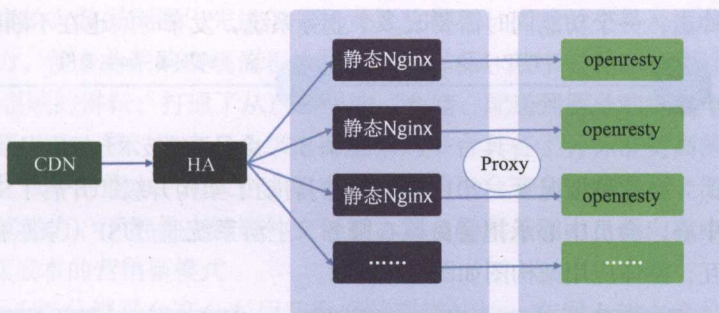 静态Nginx
openresty
静态Nginx
openresty
CDN
HA
Proxy
静态Nginx
openresty
......
......